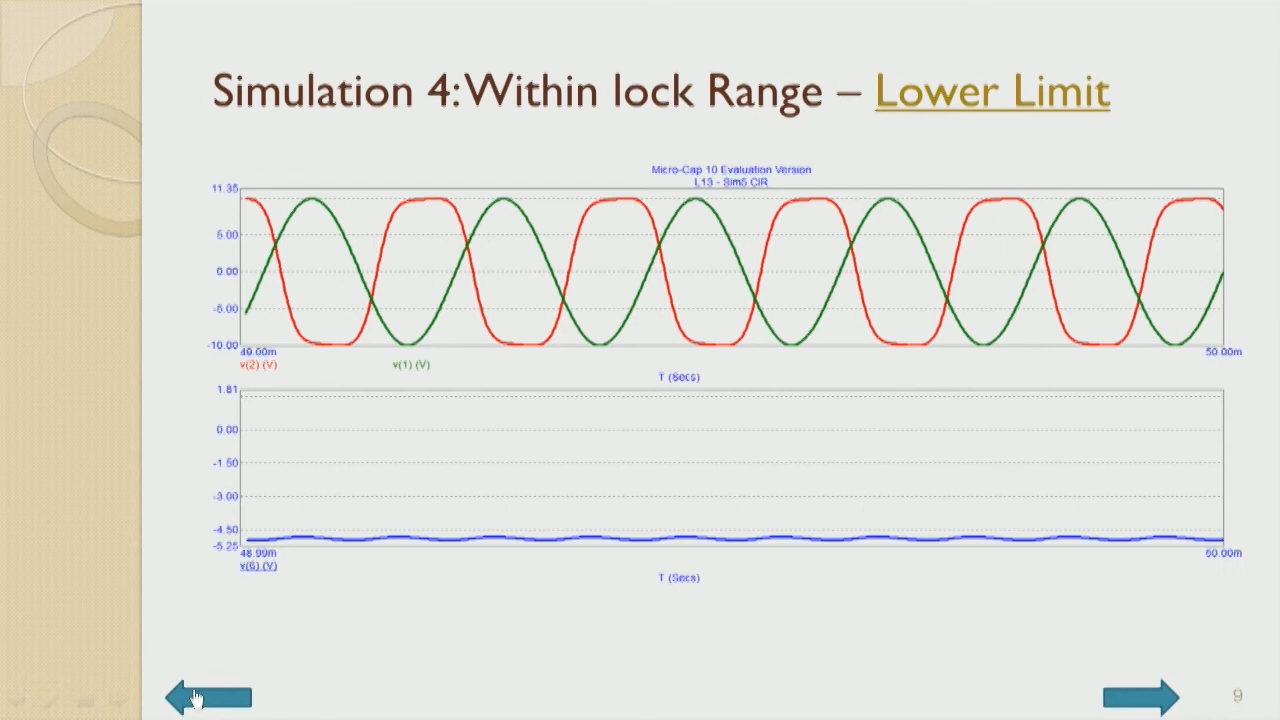 Simulation 4: Within lock Range – Lower Limit
Micro-Cap 10 Evaluation Version
L13 - Sim5 CIR
11.35
5.00
0.00
-5.00
-10.00
49.00m
50.00m
v(2) (V)
v(1) (V)
T (Secs)
1.81
0.00
-1.50
-3.00
-4.50
-5.25
48.99m
50.00m
v(6) (V)
T (Secs)
9